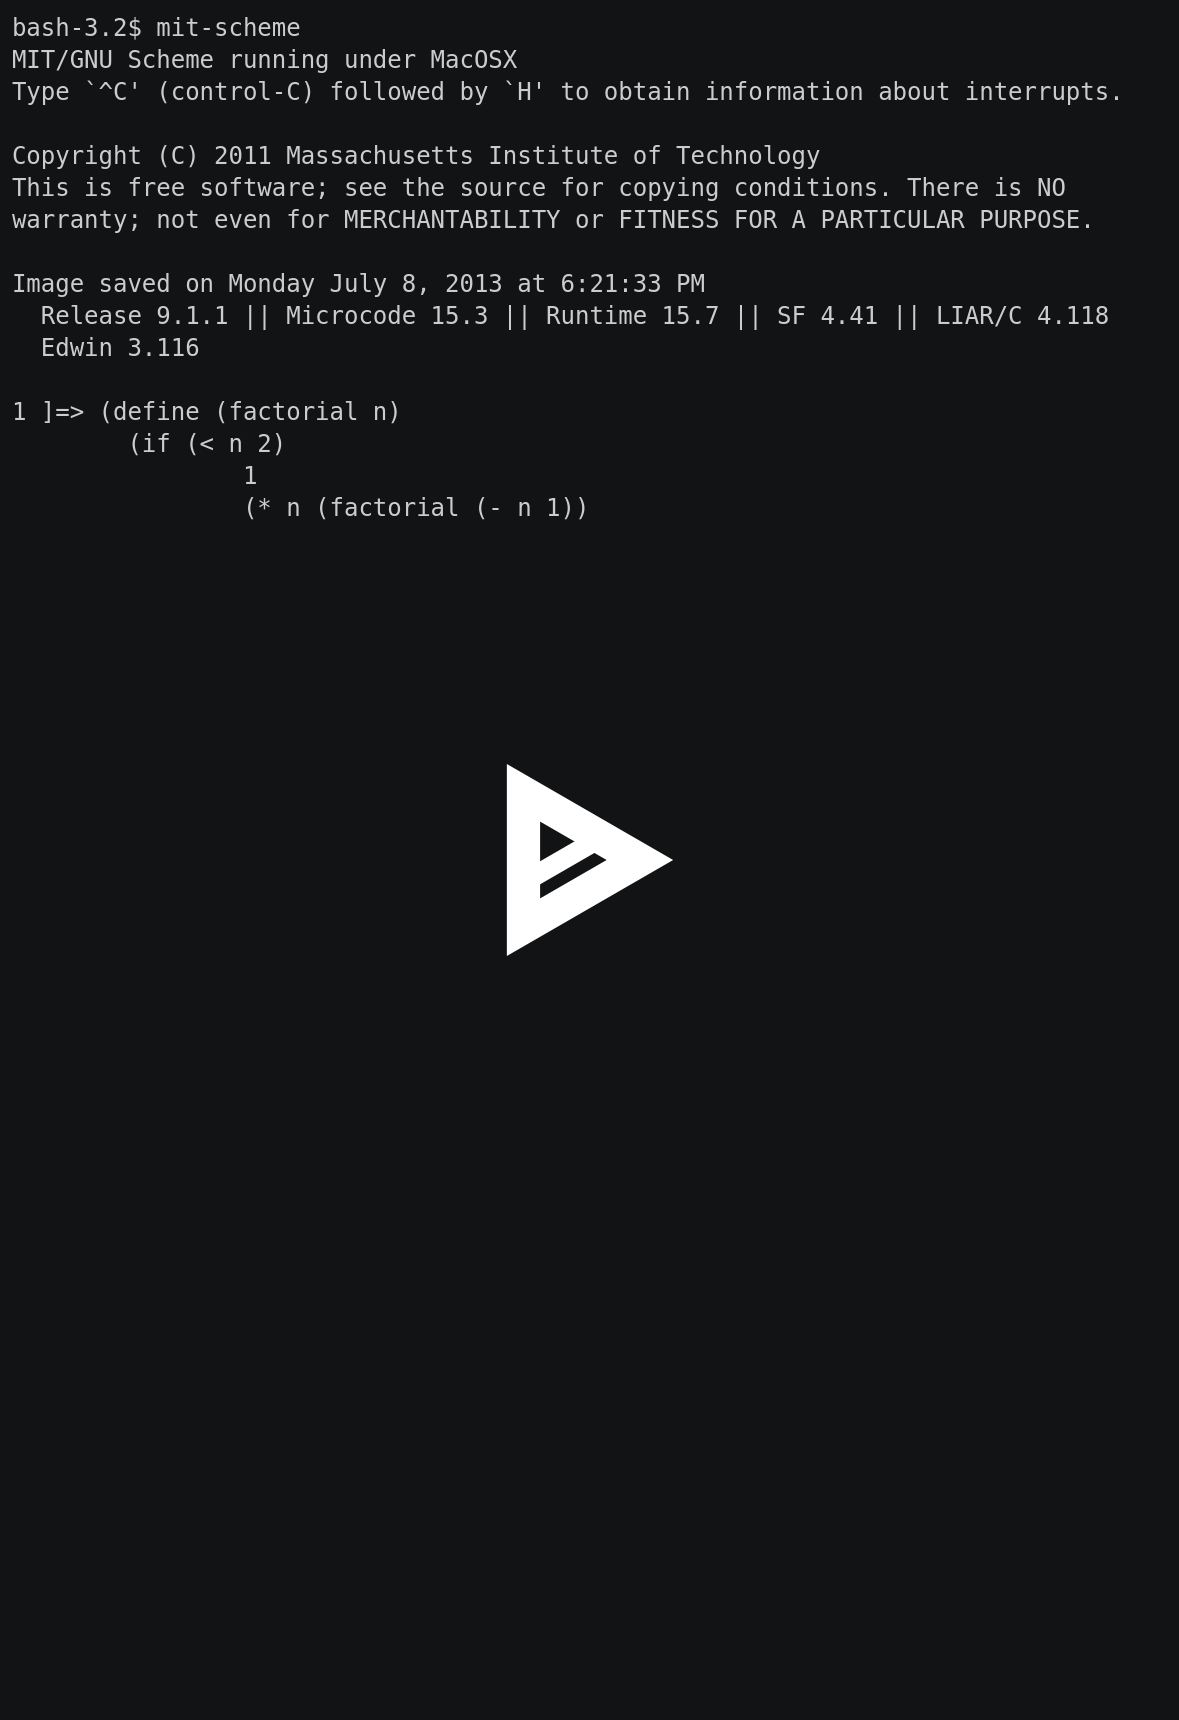 bash-3.2$ mit-scheme
MIT/GNU Scheme running under MacOSX
Type `^C' (control-C) followed by `H' to obtain information about interrupts.

Copyright (C) 2011 Massachusetts Institute of Technology
This is free software; see the source for copying conditions. There is NO
warranty; not even for MERCHANTABILITY or FITNESS FOR A PARTICULAR PURPOSE.

Image saved on Monday July 8, 2013 at 6:21:33 PM
  Release 9.1.1 || Microcode 15.3 || Runtime 15.7 || SF 4.41 || LIAR/C 4.118
  Edwin 3.116

1 ]=> (define (factorial n)
        (if (< n 2)
                1
                (* n (factorial (- n 1))